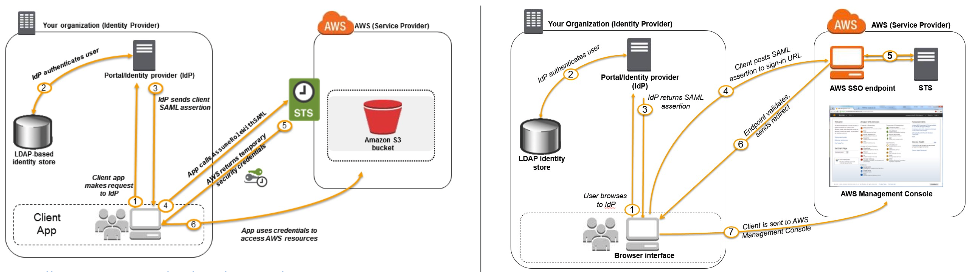 Your organization (Identity Provider)
AWS
AWS (Service Provider)
IdP authenticates user
2
Portal/Identity provider (IdP)
3
IdP sends client
SAML assertion
LDAP based
identity store
STS
5
Amazon S3
bucket
App calls AssumeRoleWithSAML
AWS returns temporary
security credentials
Client app
makes request
to IdP
1
4
6
Client
App
App uses credentials to
access AWS resources
Your Organization (Identity Provider)
AWS
AWS (Service Provider)
IdP authenticates user
2
Portal/Identity provider
(IdP)
3
IdP returns SAML
assertion
LDAP identity
store
Client posts SAML
assertion to sign-in URL
4
5
AWS SSO endpoint
STS
Endpoint validates,
sends redirect
6
AWS Management Console
User browses
to IdP
1
Browser interface
7
Client is sent to AWS
Management Console